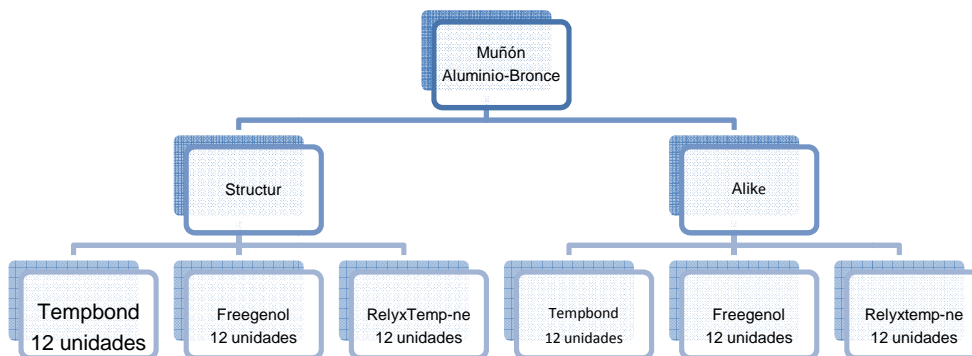 Muñón
Aluminio-Bronce
Structur
Alike
Tempbond
12 unidades
Freegenol
12 unidades
RelyxTemp-ne
12 unidades
Tempbond
12 unidades
Freegenol
12 unidades
Relyxtemp-ne
12 unidades